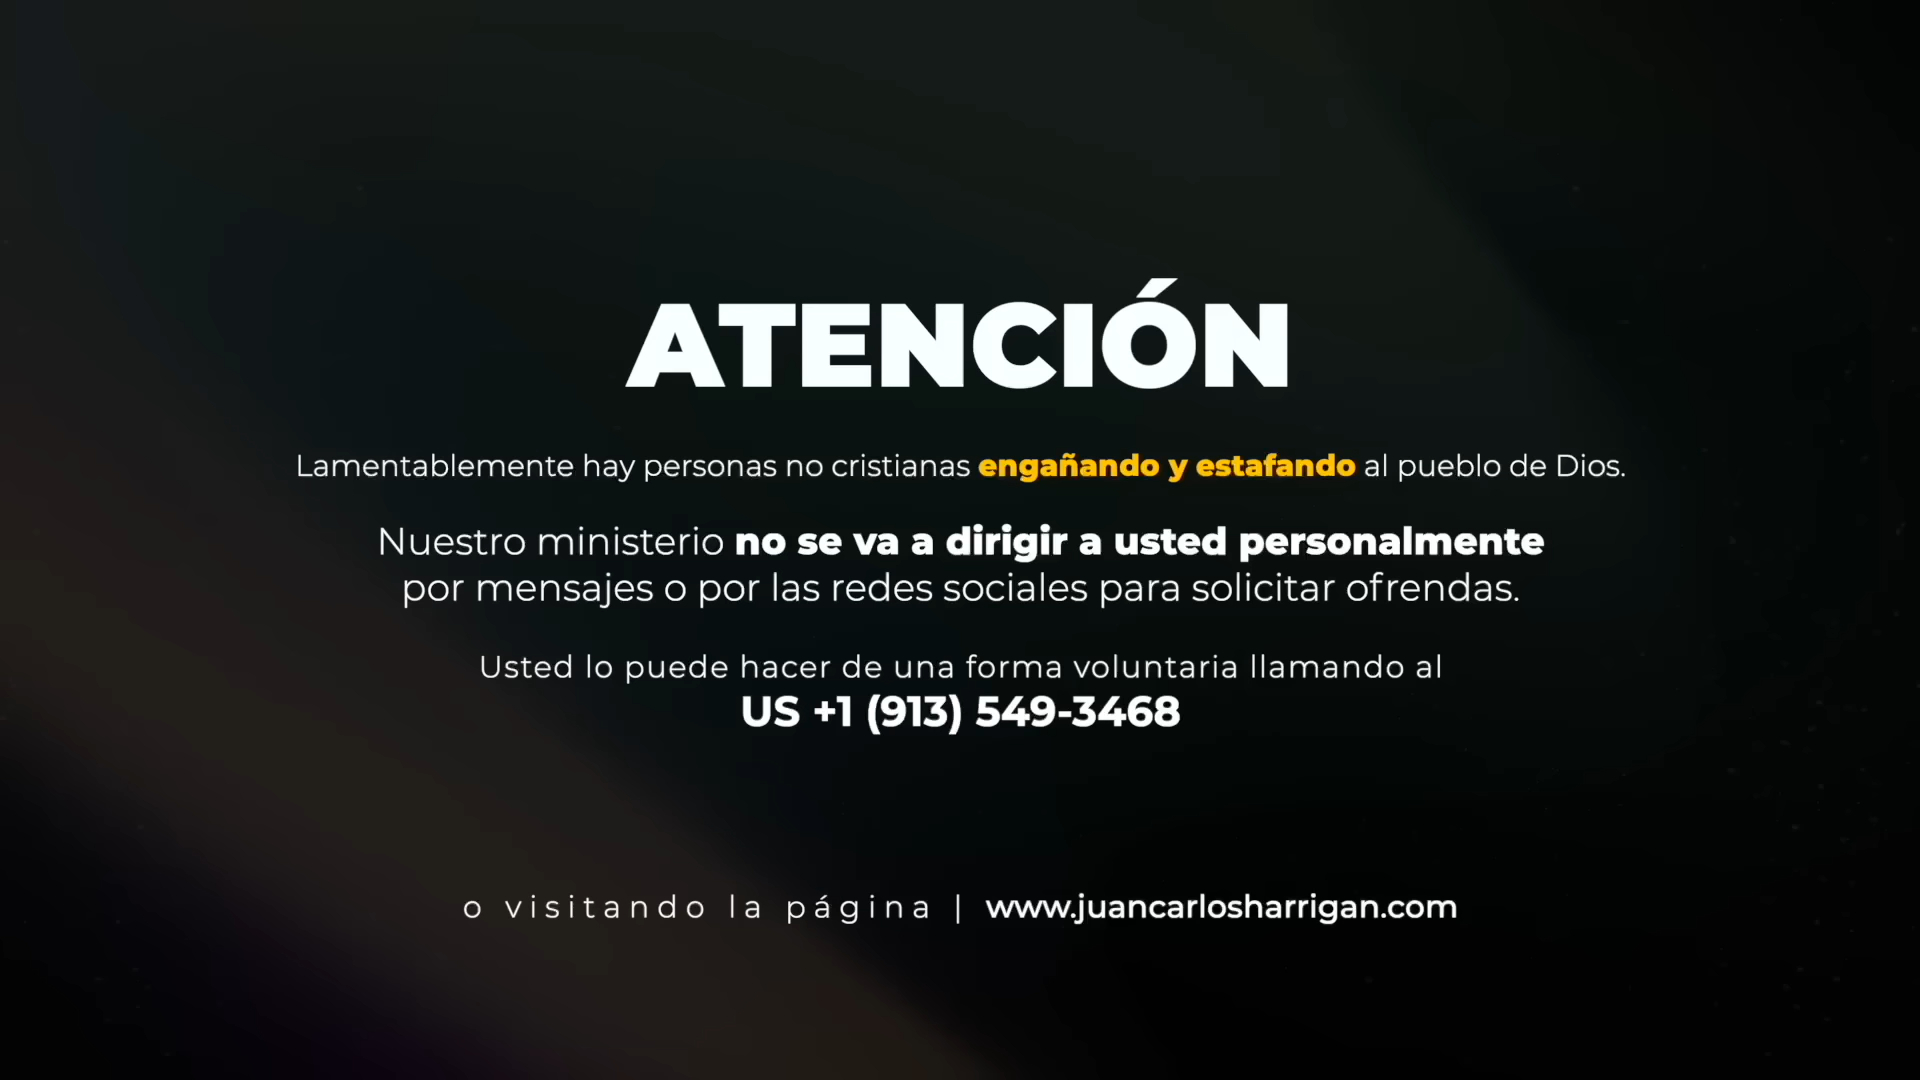 ATENCIÓN
Lamentablemente hay personas no cristianas engañando y estafando al pueblo de Dios.
Nuestro ministerio no se va a dirigir a usted personalmente
por mensajes o por las redes sociales para solicitar ofrendas.
Usted lo puede hacer de una forma voluntaria llamando al
US +1 (913) 549-3468
o visitando la página | www.juancarlosharrigan.com